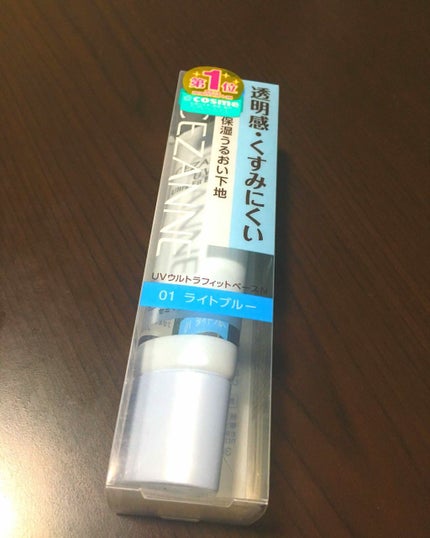 第1位
@cosme
透明感・くすみにくい
保湿うるおい下地
CEZANNE
UVウルトラフィットベースN
01 ライトブルー